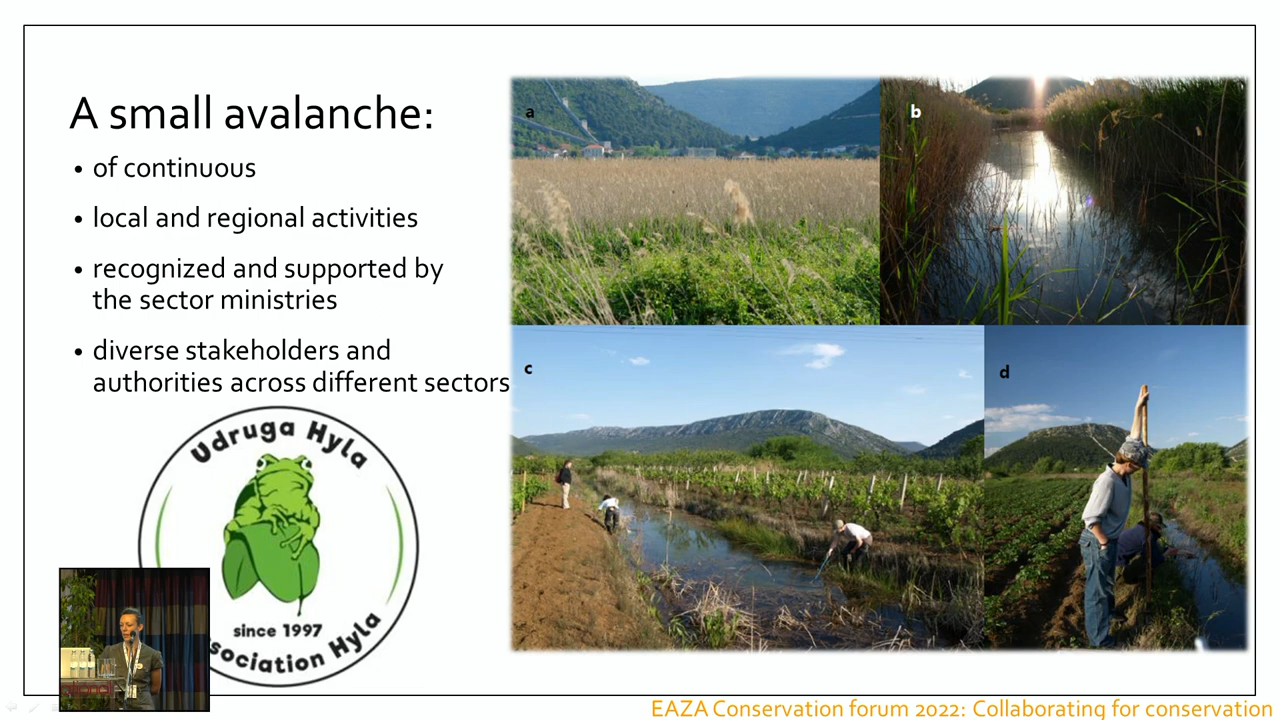 A small avalanche:
• of continuous
• local and regional activities
• recognized and supported by
the sector ministries
• diverse stakeholders and
authorities across different sectors
a
b
c
d
Udruga Hyla
since 1997
sociation Hyla
EAZA Conservation forum 2022: Collaborating for conservation